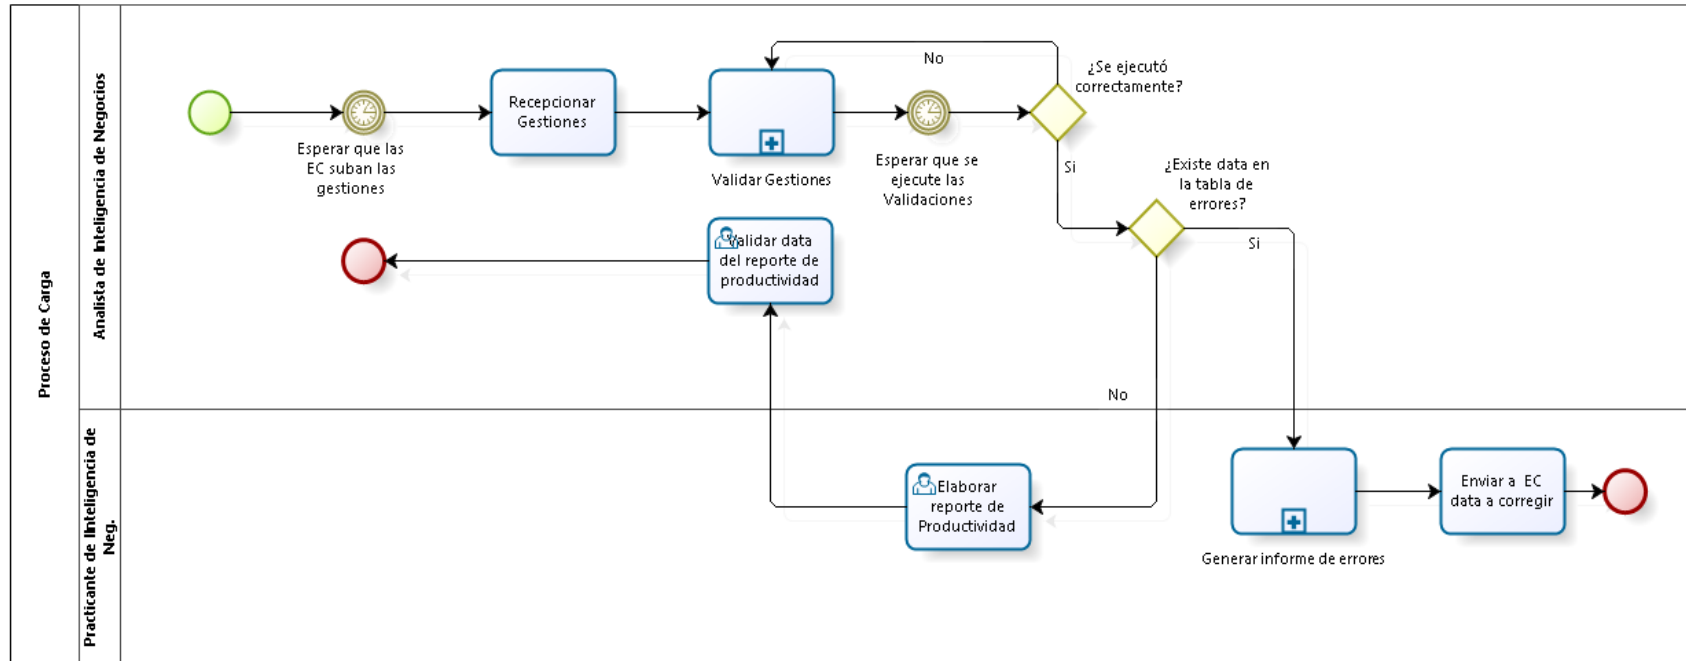 Proceso de Carga
Analista de Inteligencia de Negocios
Esperar que las
EC suban las
gestiones
Recepcionar
Gestiones
Validar Gestiones
Esperar que se
ejecute las
Validaciones
No
¿Se ejecutó
correctamente?
Si
¿Existe data en
la tabla de
errores?
Si
No
Validar data
del reporte de
productividad
Practicante de Inteligencia de
Neg.
Elaborar
reporte de
Productividad
Generar informe de errores
Enviar a EC
data a corregir